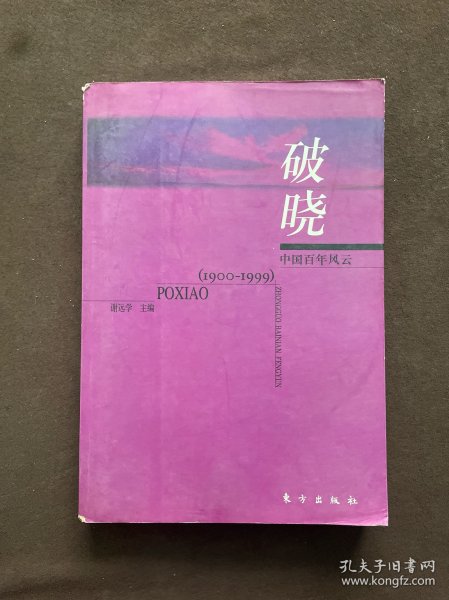 破
晓
中国百年风云
(1900-1999)
POXIAO
ZHONGGUO BAINIAN FENGYUN
谢远学 主编
东方出版社
孔夫子旧书网
www.kongfz.com